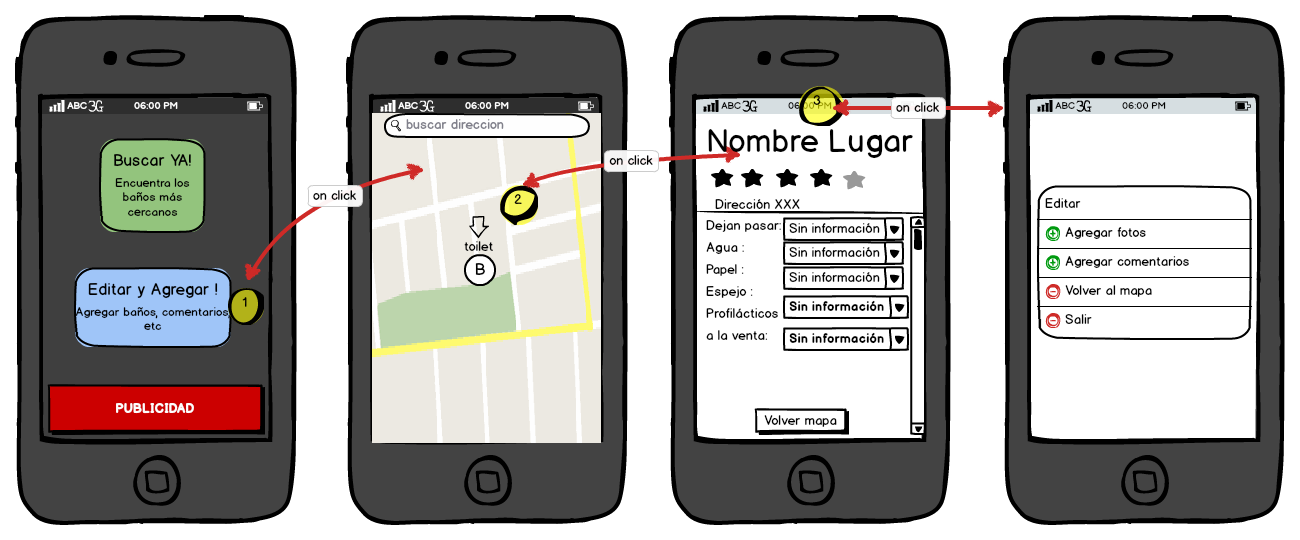 ABC 3G 06:00 PM
Buscar YA!
Encuentra los
baños más
cercanos
Editar y Agregar !
Agregar baños, comentarios,
etc
1
PUBLICIDAD
on click
ABC 3G 06:00 PM
buscar direccion
2
toilet
B
on click
ABC 3G 06:00 PM
3
Nombre Lugar
Dirección XXX
Dejan pasar: Sin información
Agua : Sin información
Papel : Sin información
Espejo :
Profilácticos Sin información
a la venta: Sin información
Volver mapa
on click
ABC 3G 06:00 PM
Editar
Agregar fotos
Agregar comentarios
Volver al mapa
Salir